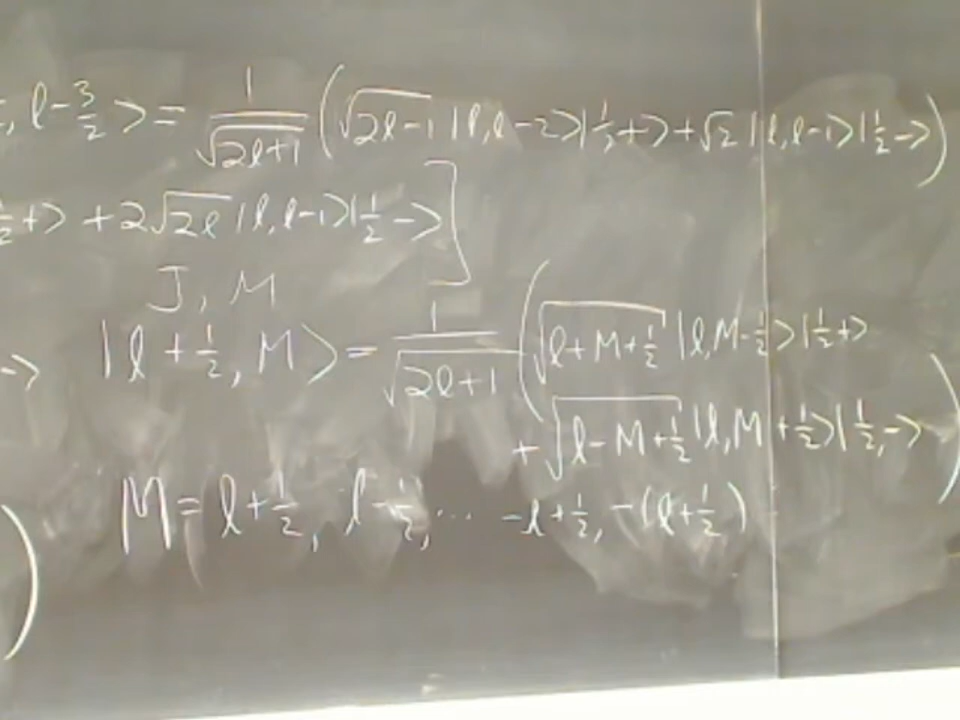 , l - 3/2 > = 1/√(2l+1) ( √(2l-1) |l, l-2>|1/2 +> + √2 |l, l-1>|1/2 -> )
1/2 +> + 2√(2l) |l, l-1>|1/2 -> ]
J, M
-> |l + 1/2, M> = 1/√(2l+1) ( √(l+M+1/2) |l, M-1/2>|1/2 +>
+ √(l-M+1/2) |l, M+1/2>|1/2, -> )
) M = l+1/2, l-1/2, ... -l+1/2, -(l+1/2)